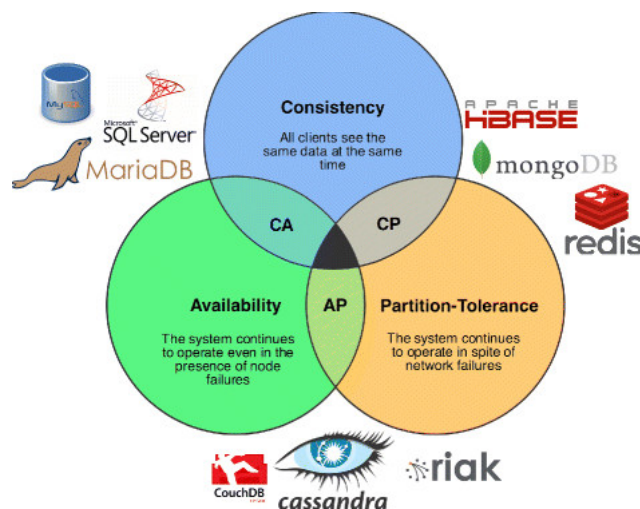 MySQL
Microsoft
SQL Server
MariaDB
Consistency
All clients see the
same data at the same
time
APACHE
HBASE
mongoDB
redis
CA
CP
Availability
The system continues
to operate even in the
presence of node
failures
AP
Partition-Tolerance
The system continues
to operate in spite of
network failures
CouchDB
cassandra
riak